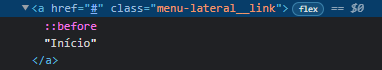 ▼<a href="#" class="menu-lateral__link"> flex == $0
::before
"Início"
</a>